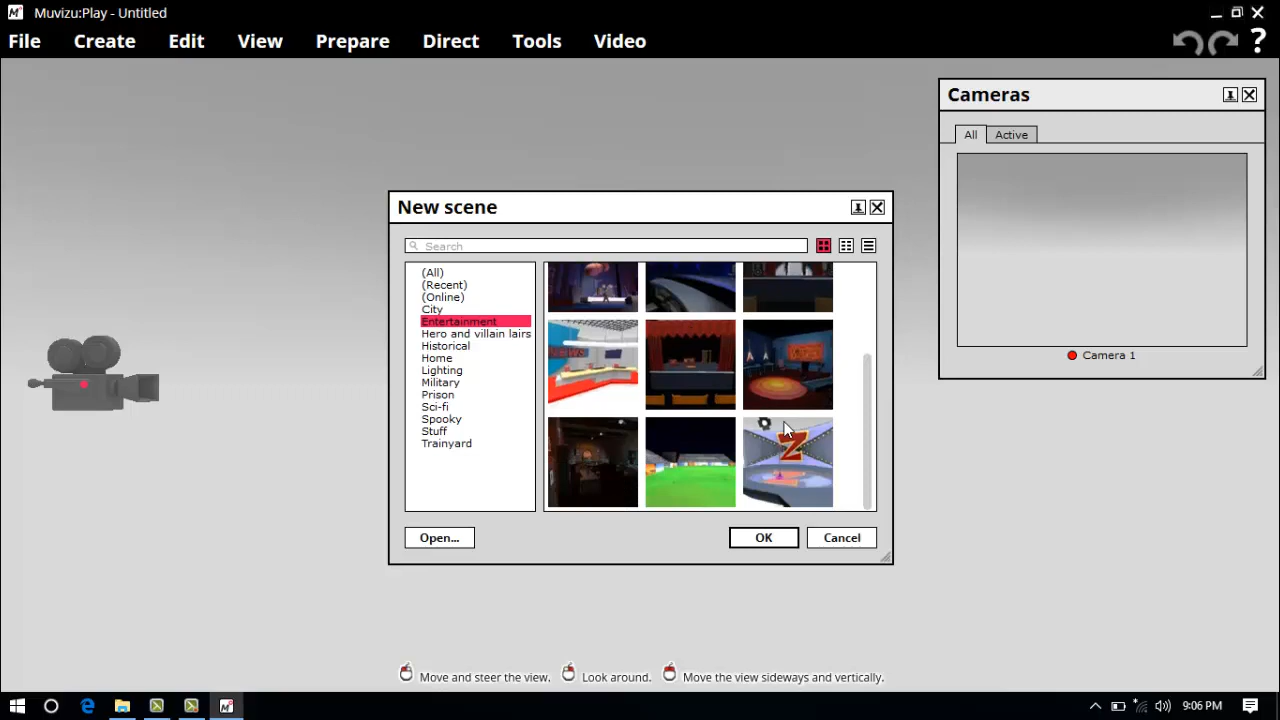 Muvizu:Play - Untitled
File Create Edit View Prepare Direct Tools Video ?
Cameras
All Active
Camera 1
New scene
Search
(All)
(Recent)
(Online)
City
Entertainment
Hero and villain lairs
Historical
Home
Lighting
Military
Prison
Sci-fi
Spooky
Stuff
Trainyard
NEWS
Z
Open...
OK
Cancel
Move and steer the view. Look around. Move the view sideways and vertically.
9:06 PM